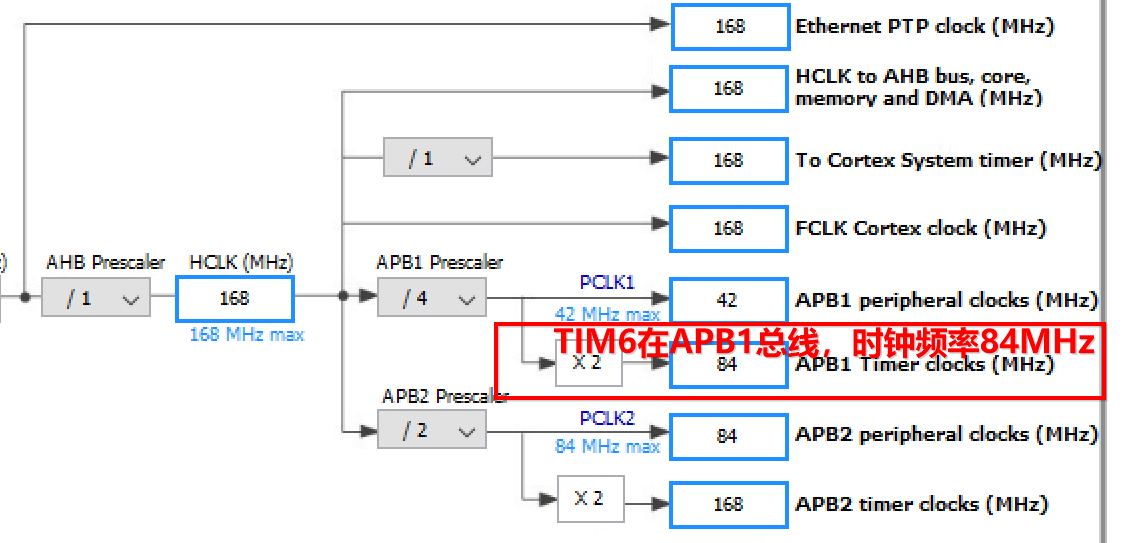 168
Ethernet PTP clock (MHz)
168
HCLK to AHB bus, core,
memory and DMA (MHz)
/ 1
168
To Cortex System timer (MHz)
168
FCLK Cortex clock (MHz)
AHB Prescaler
HCLK (MHz)
APB1 Prescaler
/ 1
168
168 MHz max
/ 4
PCLK1
42 MHz max
42
APB1 peripheral clocks (MHz)
TIM6在APB1总线，时钟频率84MHz
X 2
84
APB1 Timer clocks (MHz)
APB2 Prescaler
/ 2
PCLK2
84 MHz max
84
APB2 peripheral clocks (MHz)
X 2
168
APB2 timer clocks (MHz)